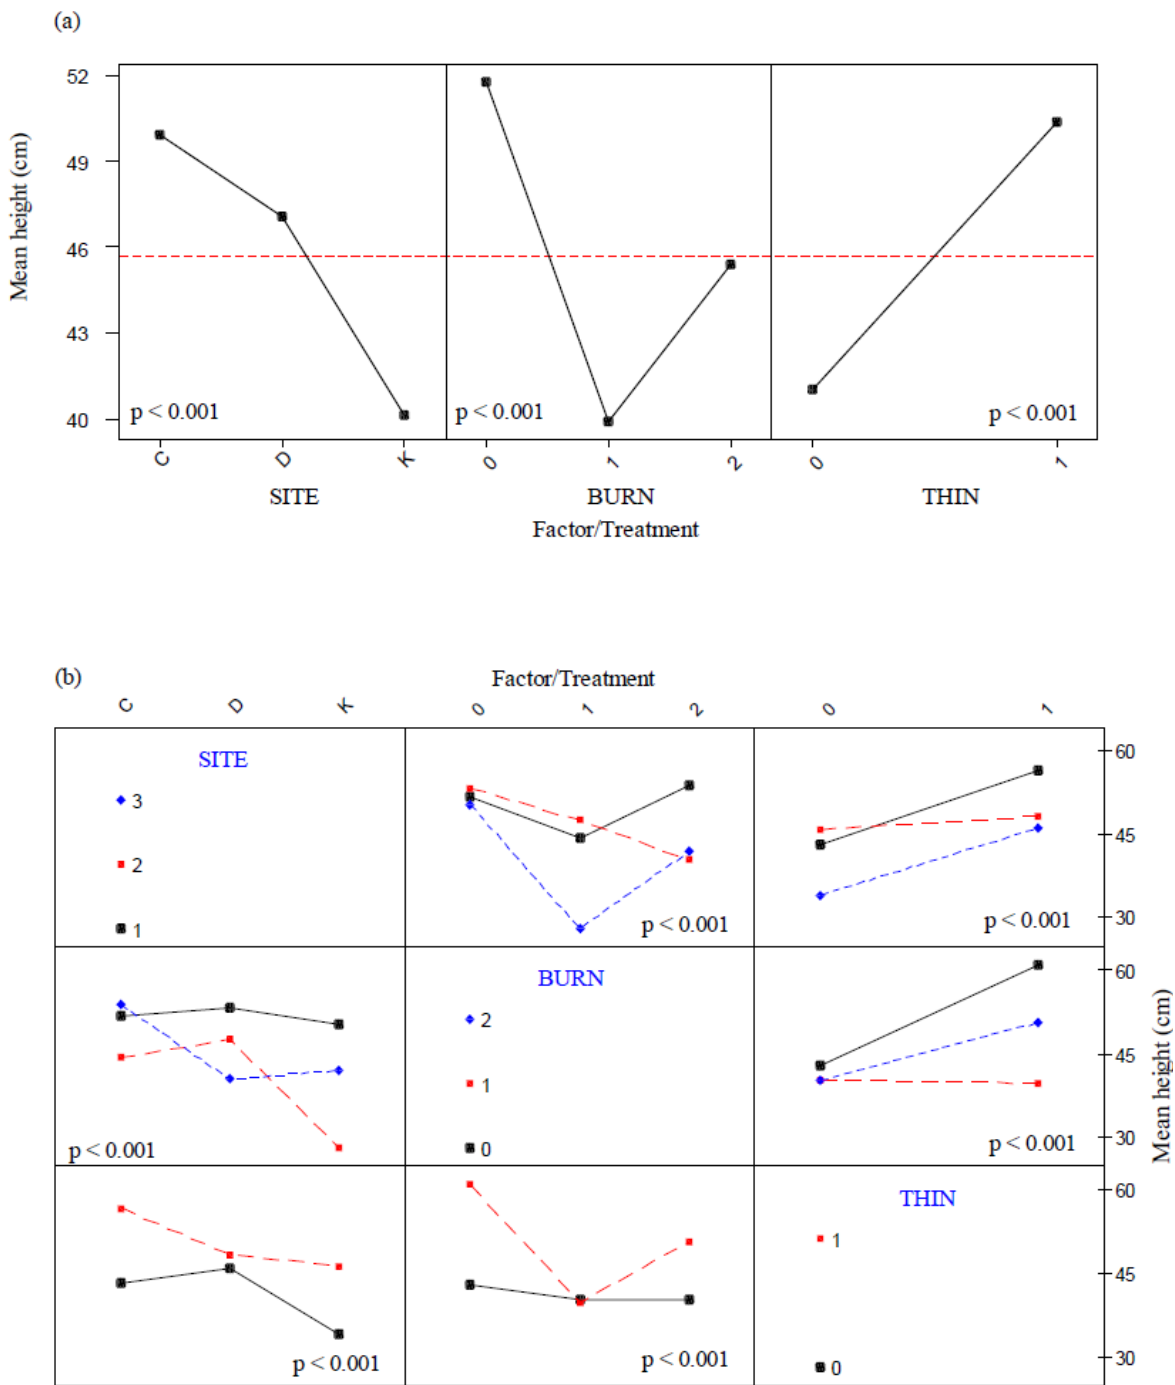 (a)
52
49
46
43
40
Mean height (cm)
p < 0.001
p < 0.001
p < 0.001
C
D
K
0
1
2
0
1
SITE
BURN
THIN
Factor/Treatment
(b)
Factor/Treatment
C
D
K
0
1
2
0
1
SITE
3
2
1
p < 0.001
p < 0.001
60
45
30
BURN
2
1
0
p < 0.001
p < 0.001
60
45
30
Mean height (cm)
THIN
1
0
p < 0.001
p < 0.001
60
45
30